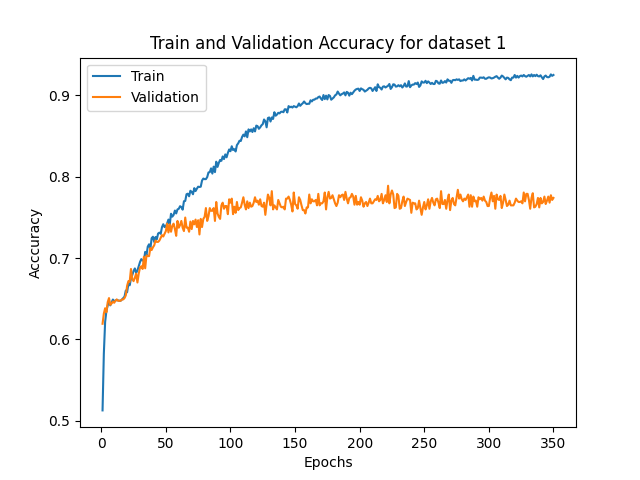 Train and Validation Accuracy for dataset 1
Train
Validation
0.9
0.8
0.7
0.6
0.5
Acccuracy
0 50 100 150 200 250 300 350
Epochs